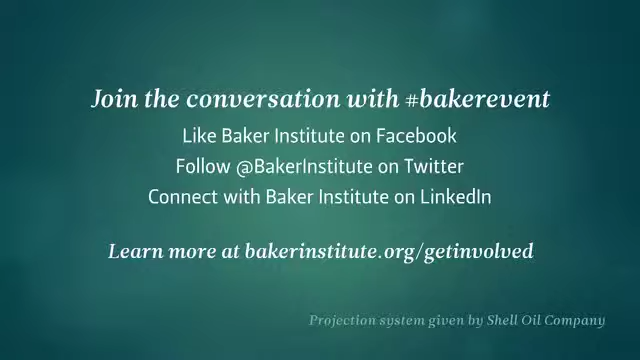 Join the conversation with #bakerevent
Like Baker Institute on Facebook
Follow @BakerInstitute on Twitter
Connect with Baker Institute on LinkedIn
Learn more at bakerinstitute.org/getinvolved
Projection system given by Shell Oil Company